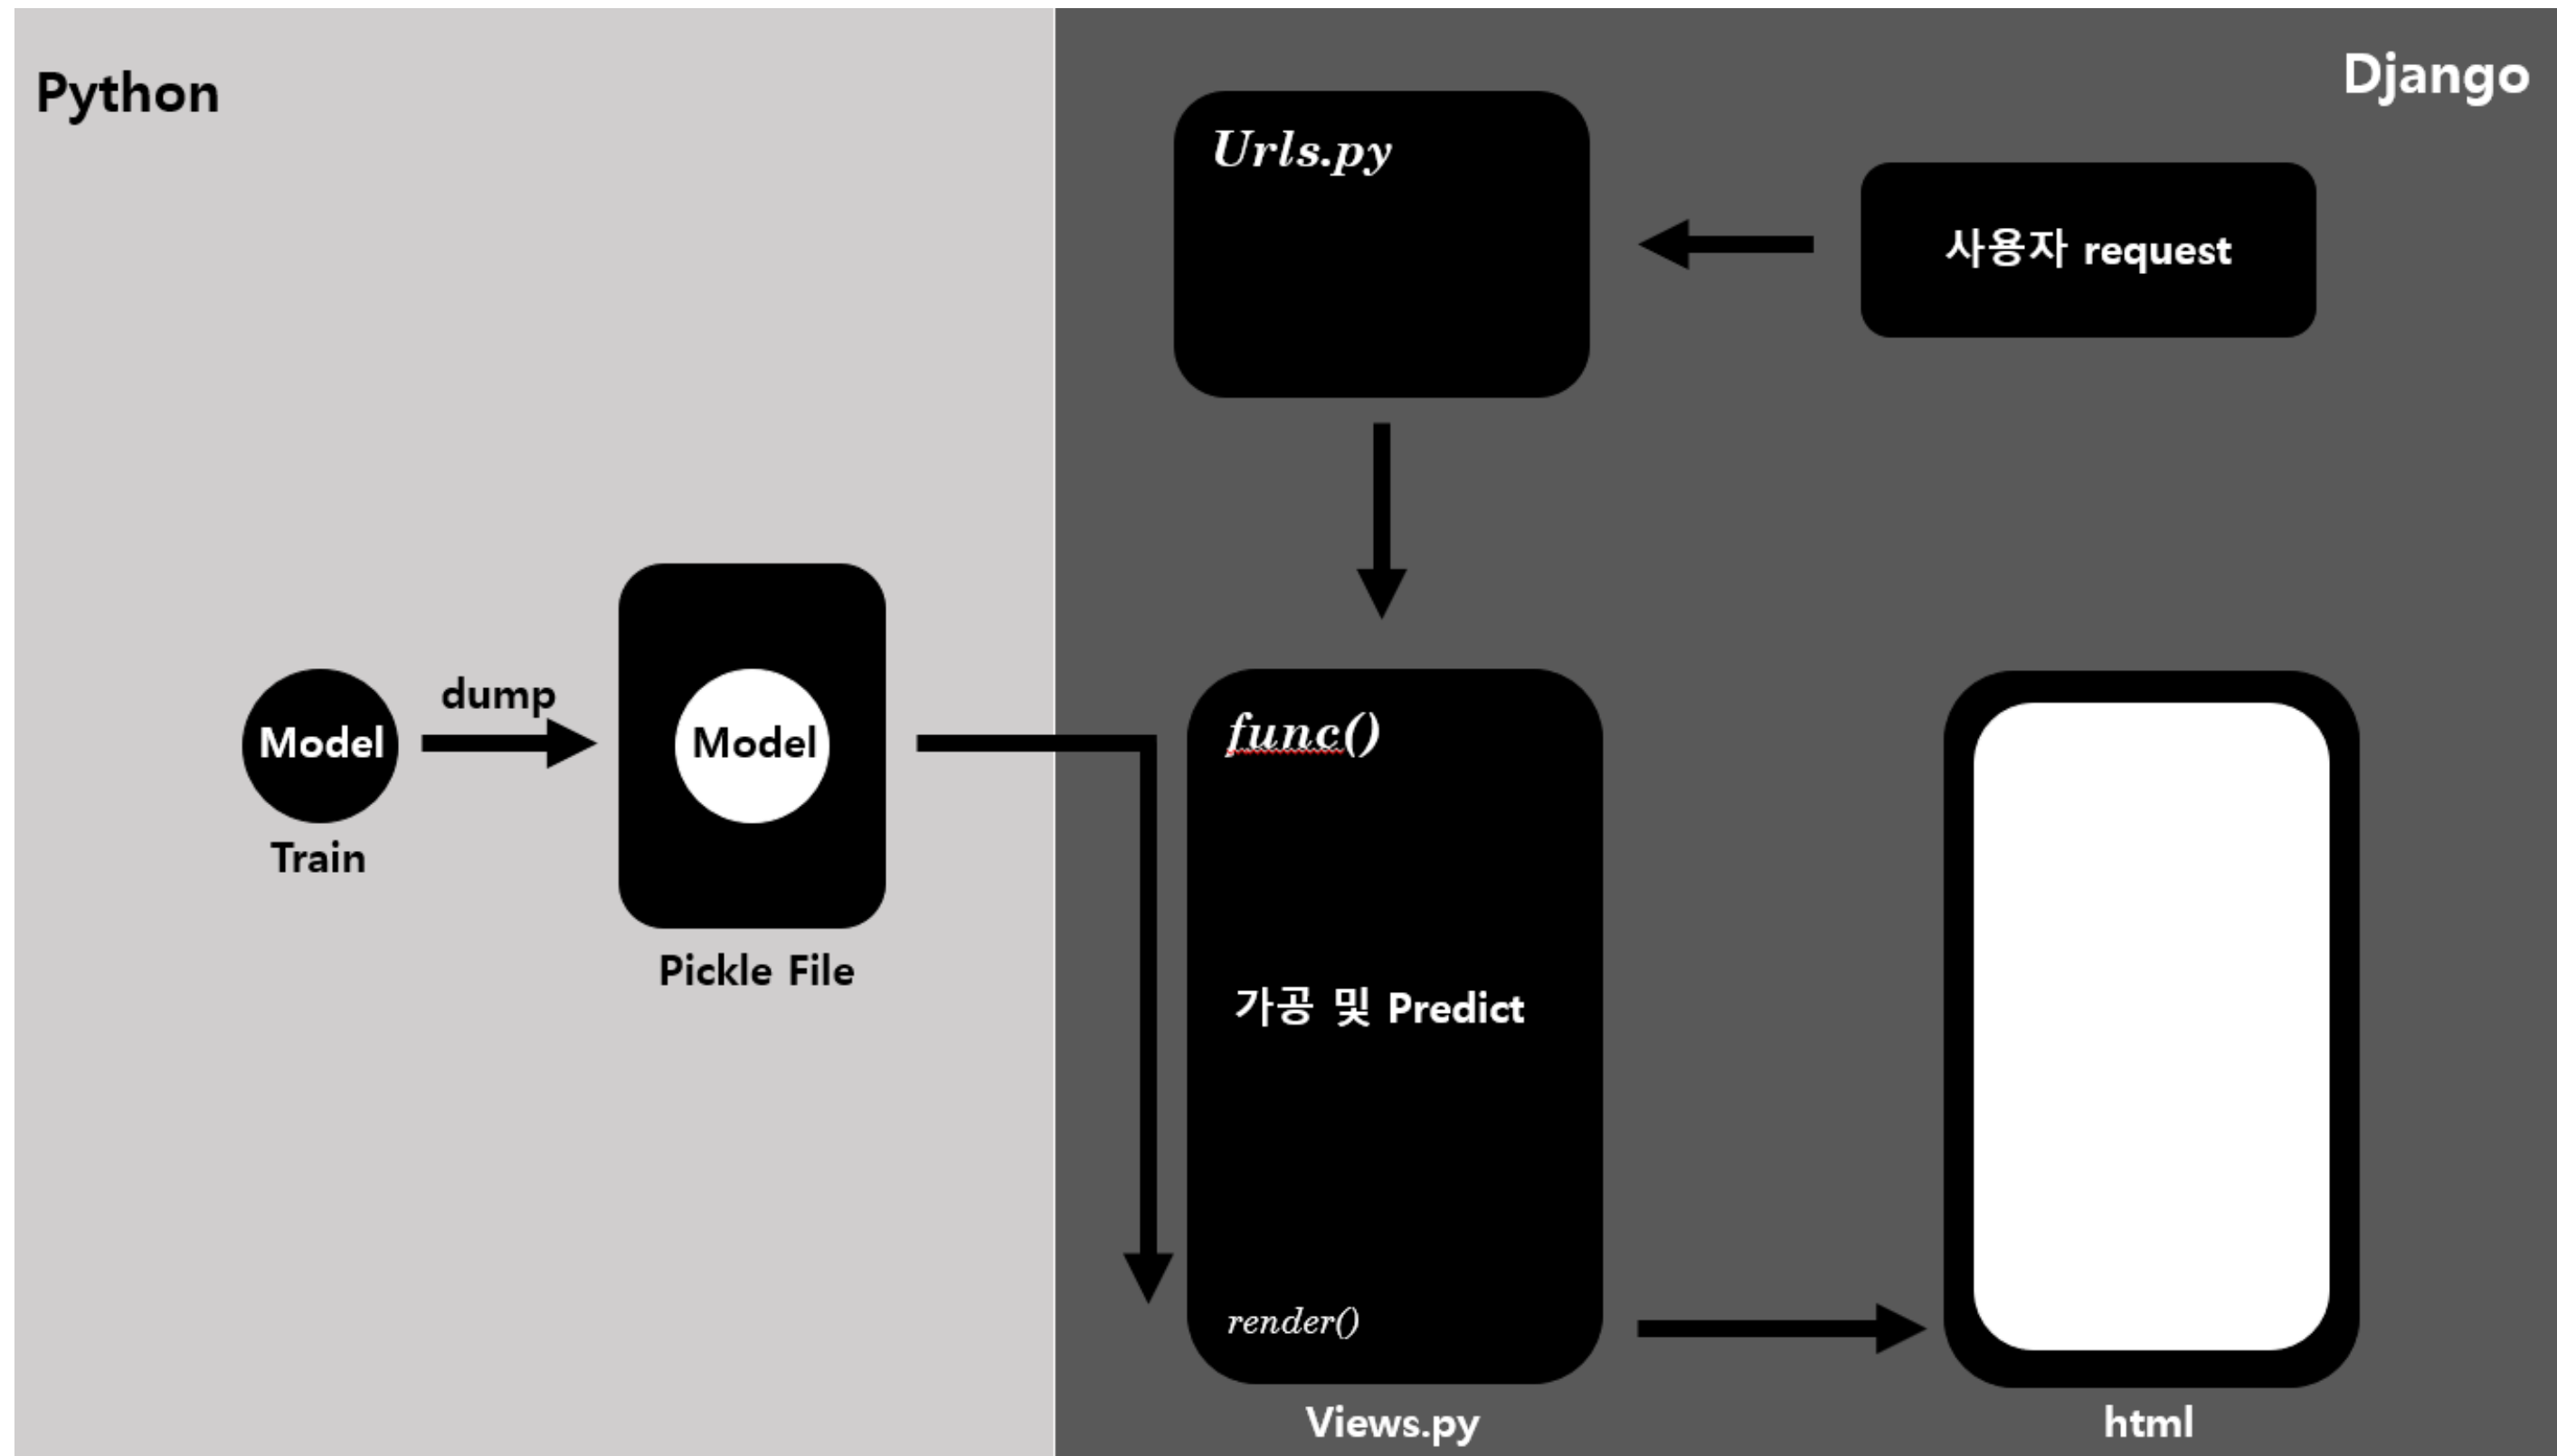 Python
Django
Urls.py
사용자 request
dump
Model
Model
Train
Pickle File
func()
가공 및 Predict
render()
Views.py
html